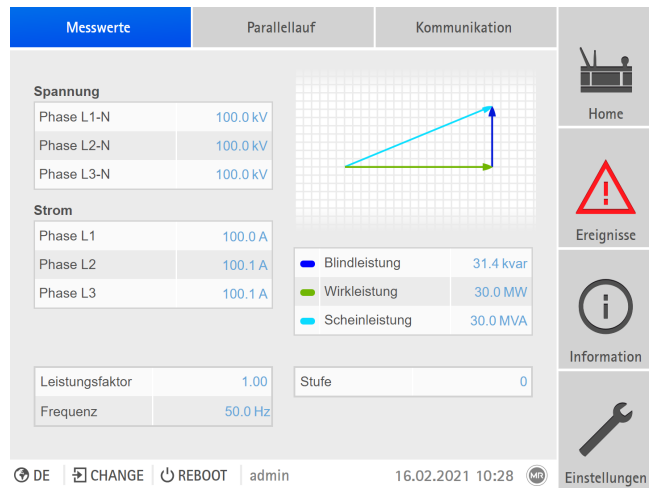 Messwerte Parallellauf Kommunikation
Spannung
Phase L1-N 100.0 kV
Phase L2-N 100.0 kV
Phase L3-N 100.0 kV
Strom
Phase L1 100.0 A
Phase L2 100.1 A
Phase L3 100.1 A
Blindleistung 31.4 kvar
Wirkleistung 30.0 MW
Scheinleistung 30.0 MVA
Leistungsfaktor 1.00
Frequenz 50.0 Hz
Stufe 0
Home
Ereignisse
Information
Einstellungen
DE CHANGE REBOOT admin 16.02.2021 10:28 MR